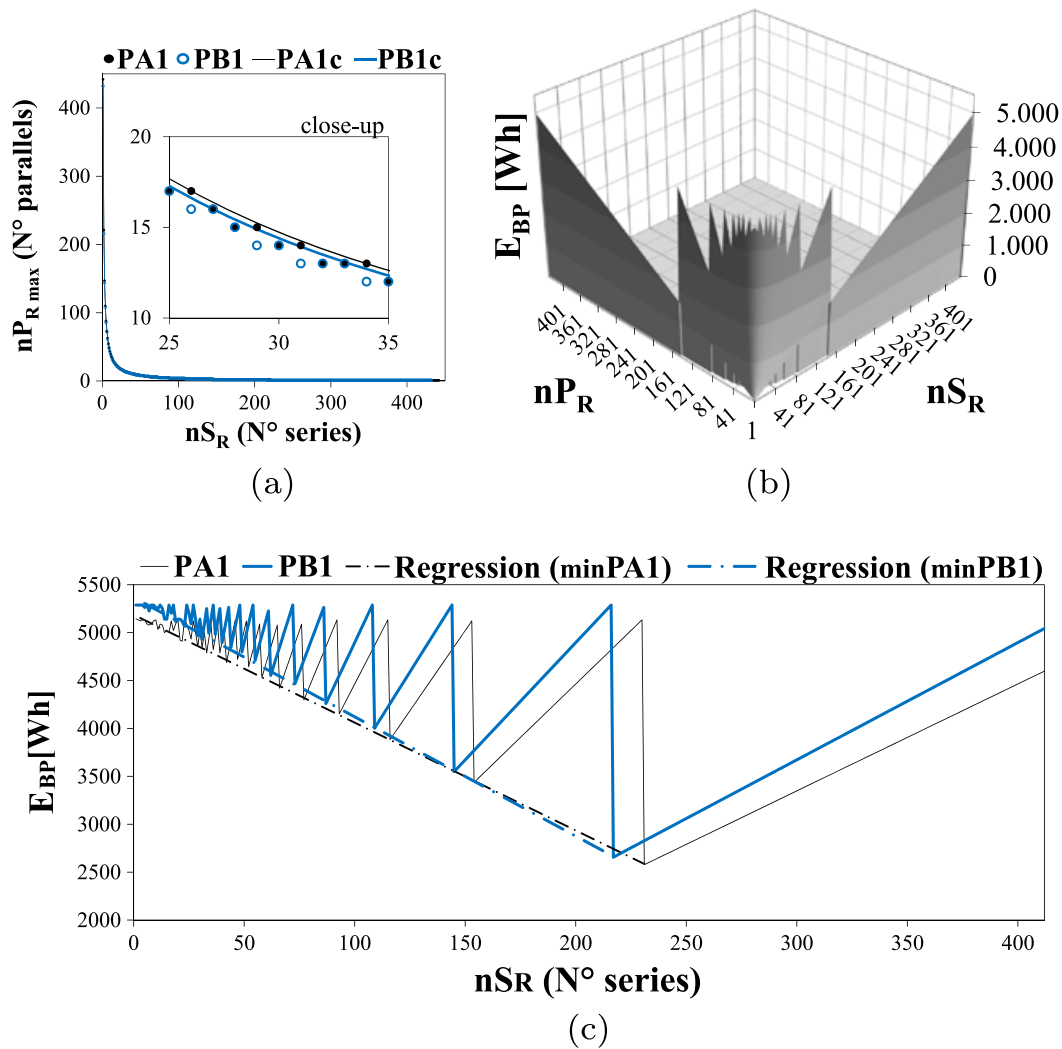 PA1 PB1 PA1c PB1c
nP_R max (N° parallels)
400
350
300
250
200
150
100
50
0
close-up
20
15
10
25 30 35
0 100 200 300 400
nS_R (N° series)
(a)
E_BP [Wh]
5.000
4.000
3.000
2.000
1.000
0
401 361 321 281 241 201 161 121 81 41
1
41 81 121 161 201 241 281 321 361 401
nP_R
nS_R
(b)
PA1 PB1 Regression (minPA1) Regression (minPB1)
E_BP[Wh]
5500
5000
4500
4000
3500
3000
2500
2000
0 50 100 150 200 250 300 350 400
nSR (N° series)
(c)